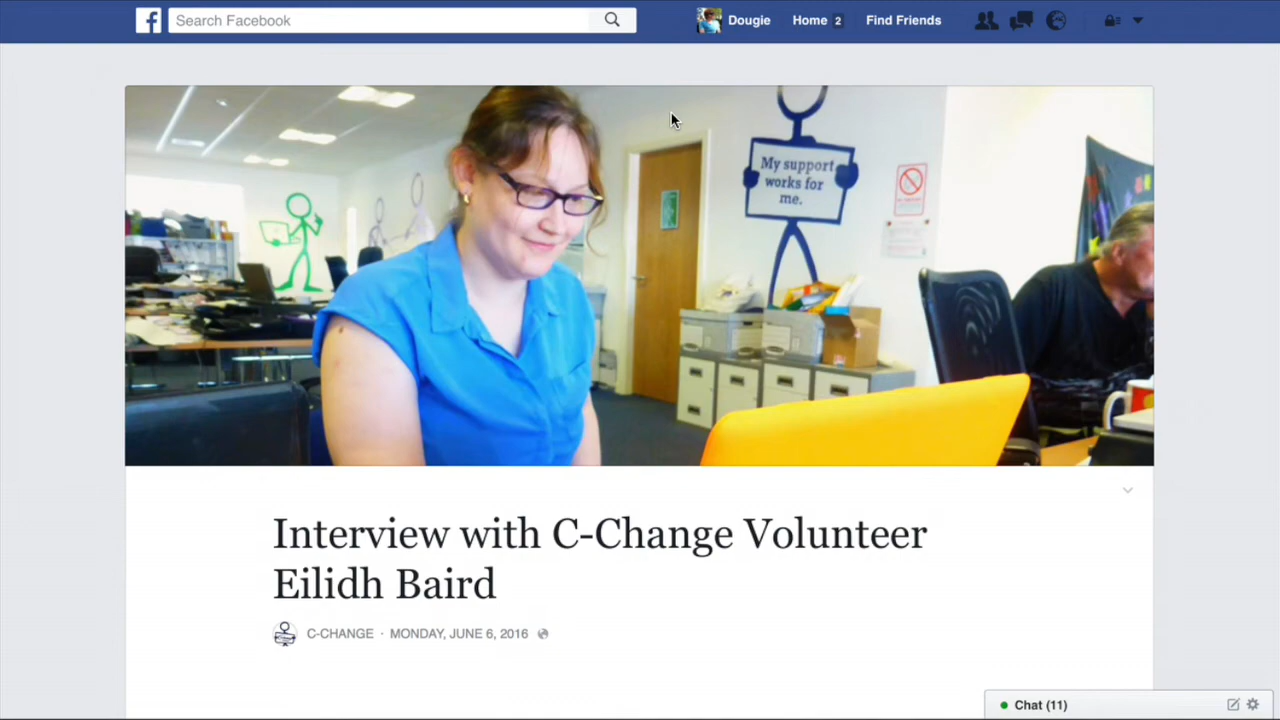 Search Facebook
Dougie
Home 2
Find Friends
My support
works for
me.
Interview with C-Change Volunteer
Eilidh Baird
C-CHANGE · MONDAY, JUNE 6, 2016
Chat (11)